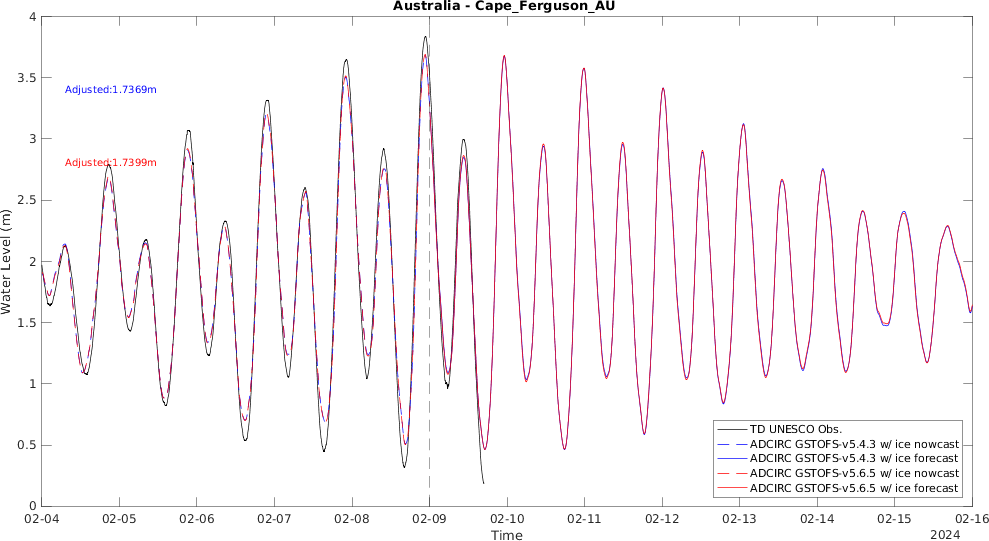 Australia - Cape_Ferguson_AU
4
3.5
3
2.5
2
1.5
1
0.5
0
Water Level (m)
Adjusted:1.7369m
Adjusted:1.7399m
TD UNESCO Obs.
ADCIRC GSTOFS-v5.4.3 w/ ice nowcast
ADCIRC GSTOFS-v5.4.3 w/ ice forecast
ADCIRC GSTOFS-v5.6.5 w/ ice nowcast
ADCIRC GSTOFS-v5.6.5 w/ ice forecast
02-04 02-05 02-06 02-07 02-08 02-09 02-10 02-11 02-12 02-13 02-14 02-15 02-16
Time
2024